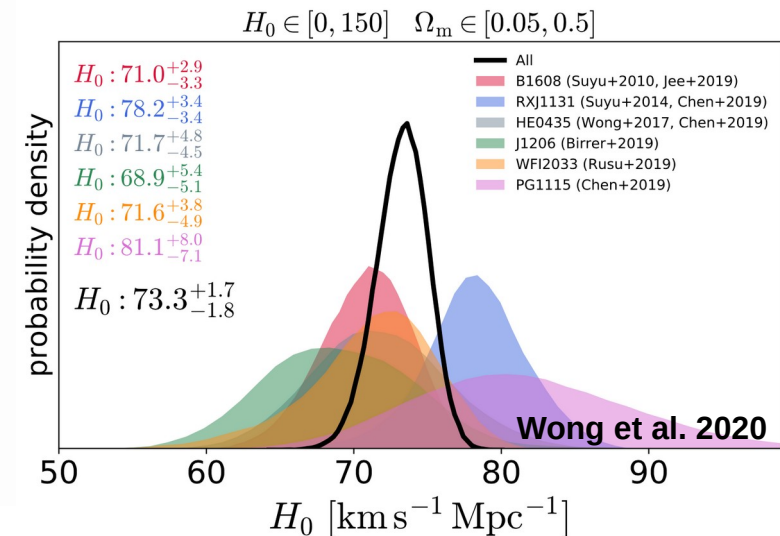 H₀ ∈ [0, 150] Ωₘ ∈ [0.05, 0.5]
H₀ : 71.0⁺²·⁹₋₃.₃
H₀ : 78.2⁺³·⁴₋₃.₄
H₀ : 71.7⁺⁴·⁸₋₄.₅
H₀ : 68.9⁺⁵·⁴₋₅.₁
H₀ : 71.6⁺³·⁸₋₄.₉
H₀ : 81.1⁺⁸·⁰₋₇.₁
H₀ : 73.3⁺¹·⁷₋₁.₈
All
B1608 (Suyu+2010, Jee+2019)
RXJ1131 (Suyu+2014, Chen+2019)
HE0435 (Wong+2017, Chen+2019)
J1206 (Birrer+2019)
WFI2033 (Rusu+2019)
PG1115 (Chen+2019)
probability density
Wong et al. 2020
50 60 70 80 90
H₀ [km s⁻¹ Mpc⁻¹]